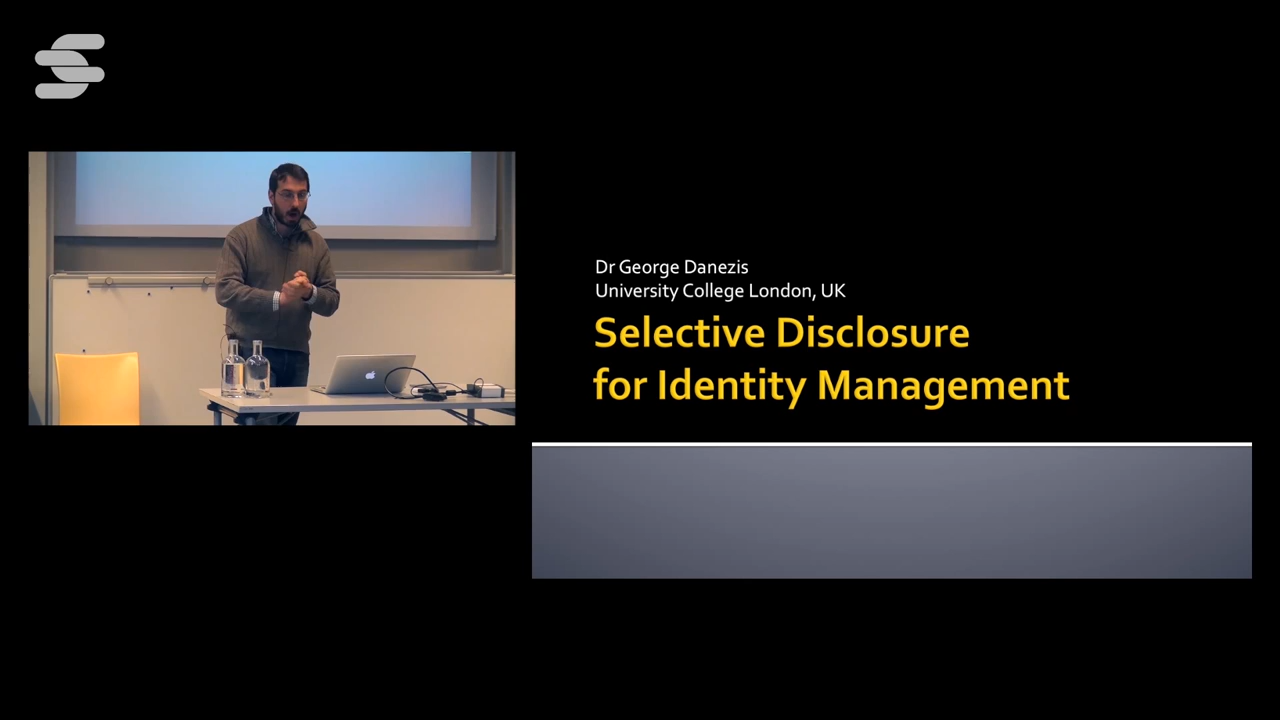 Dr George Danezis
University College London, UK
Selective Disclosure
for Identity Management